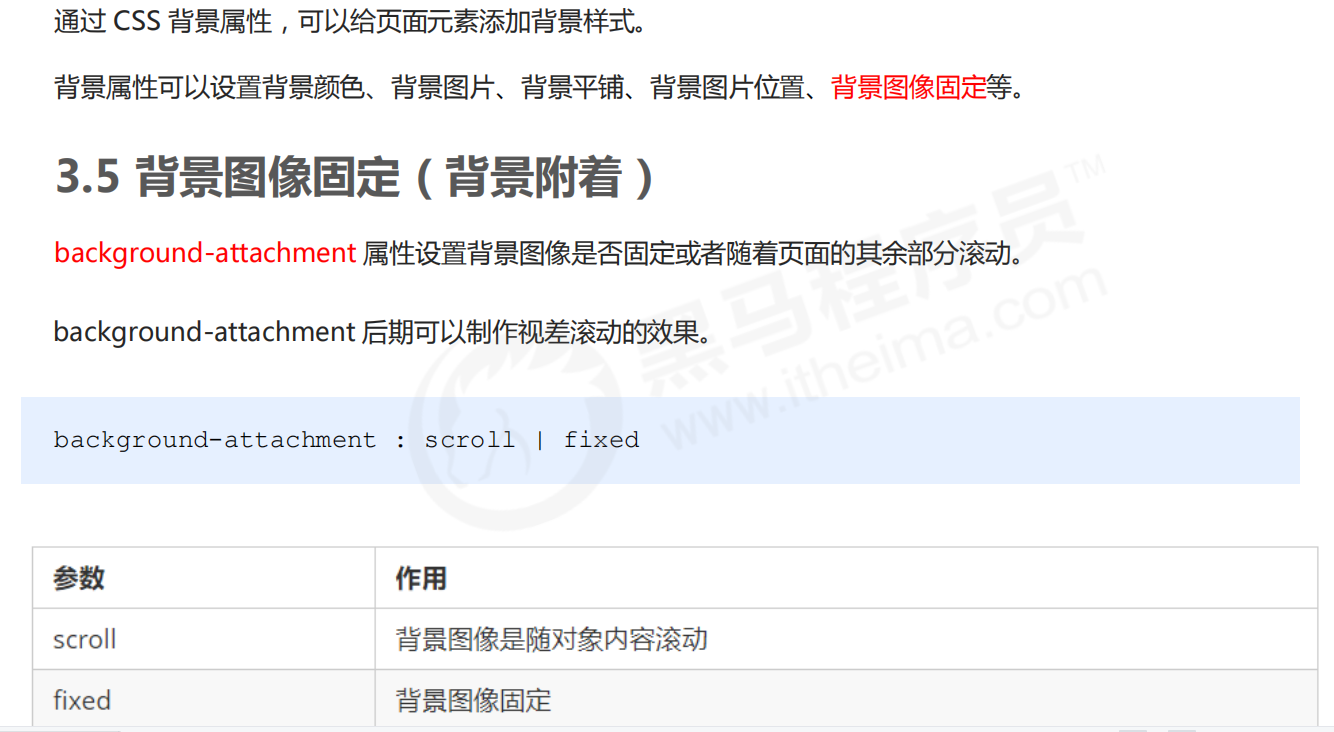 通过 CSS 背景属性，可以给页面元素添加背景样式。
背景属性可以设置背景颜色、背景图片、背景平铺、背景图片位置、背景图像固定等。
3.5 背景图像固定（背景附着）
background-attachment 属性设置背景图像是否固定或者随着页面的其余部分滚动。
background-attachment 后期可以制作视差滚动的效果。
background-attachment : scroll | fixed
参数 作用
scroll 背景图像是随对象内容滚动
fixed 背景图像固定
黑马程序员™
www.itheima.com